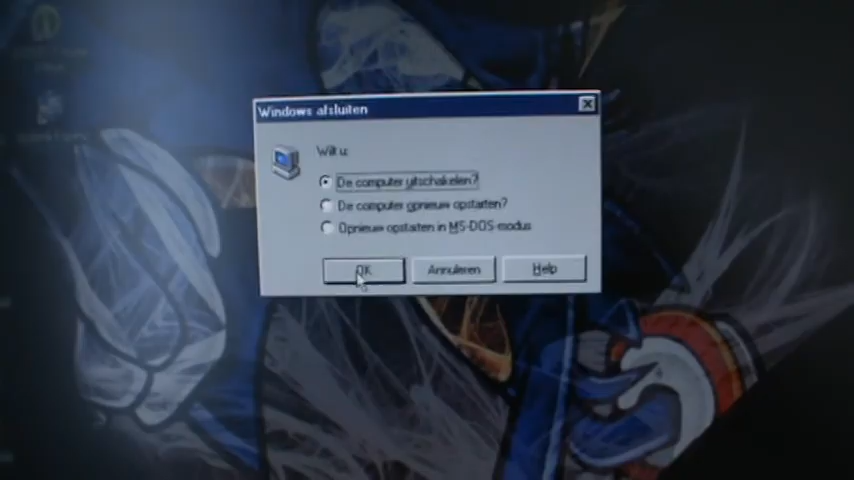 Windows afsluiten
Wilt u:
De computer uitschakelen?
De computer opnieuw opstarten?
Opnieuw opstarten in MS-DOS-modus
OK
Annuleren
Help